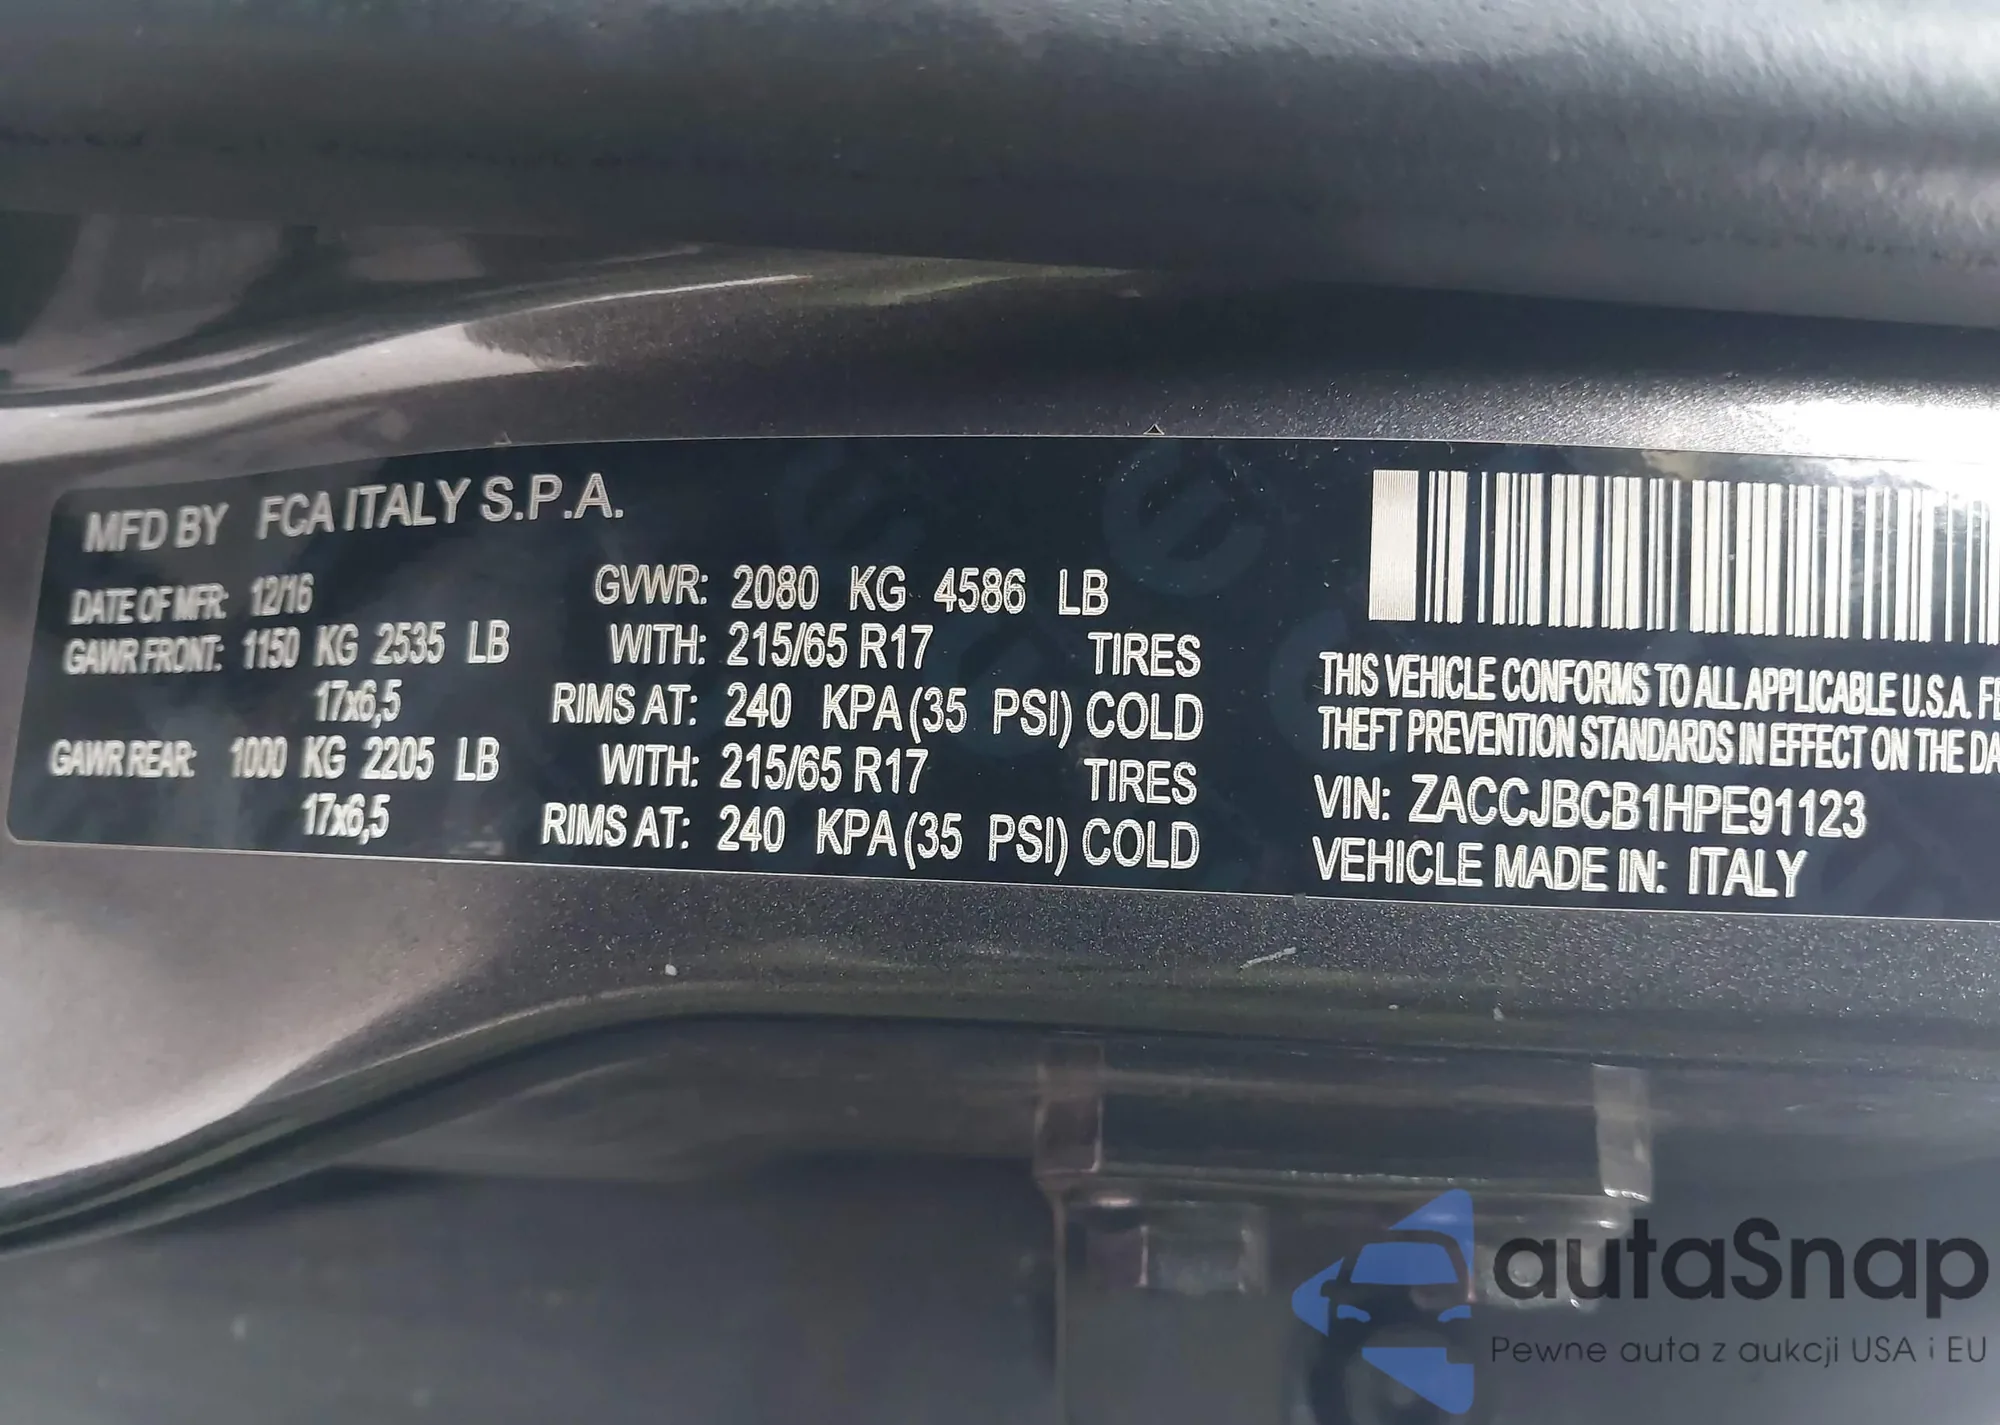 MFD BY FCA ITALY S.P.A.
DATE OF MFR: 12/16 GVWR: 2080 KG 4586 LB
GAWR FRONT: 1150 KG 2535 LB WITH: 215/65 R17 TIRES
17x6,5 RIMS AT: 240 KPA (35 PSI) COLD
GAWR REAR: 1000 KG 2205 LB WITH: 215/65 R17 TIRES
17x6,5 RIMS AT: 240 KPA (35 PSI) COLD
THIS VEHICLE CONFORMS TO ALL APPLICABLE U.S.A.
THEFT PREVENTION STANDARDS IN EFFECT ON THE
VIN: ZACCJBCB1HPE91123
VEHICLE MADE IN: ITALY
autaSnap
Pewne auta z aukcji USA i EU